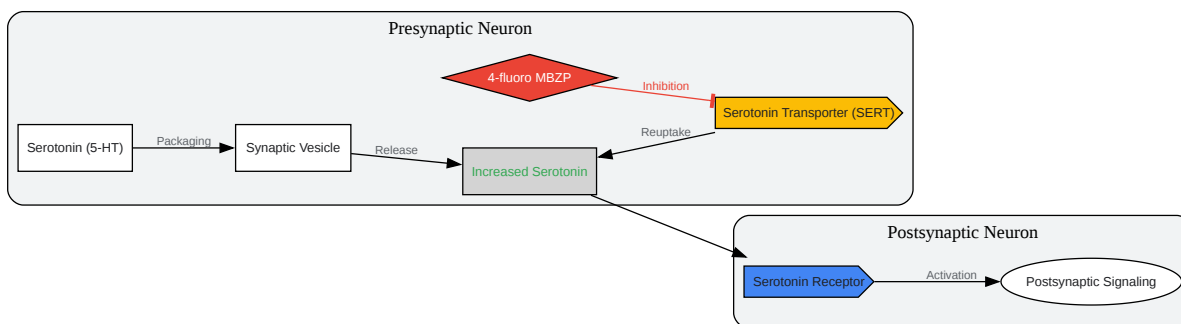 Presynaptic Neuron
4-fluoro MBZP
Inhibition
Serotonin Transporter (SERT)
Reuptake
Serotonin (5-HT)
Packaging
Synaptic Vesicle
Release
Increased Serotonin
Postsynaptic Neuron
Serotonin Receptor
Activation
Postsynaptic Signaling